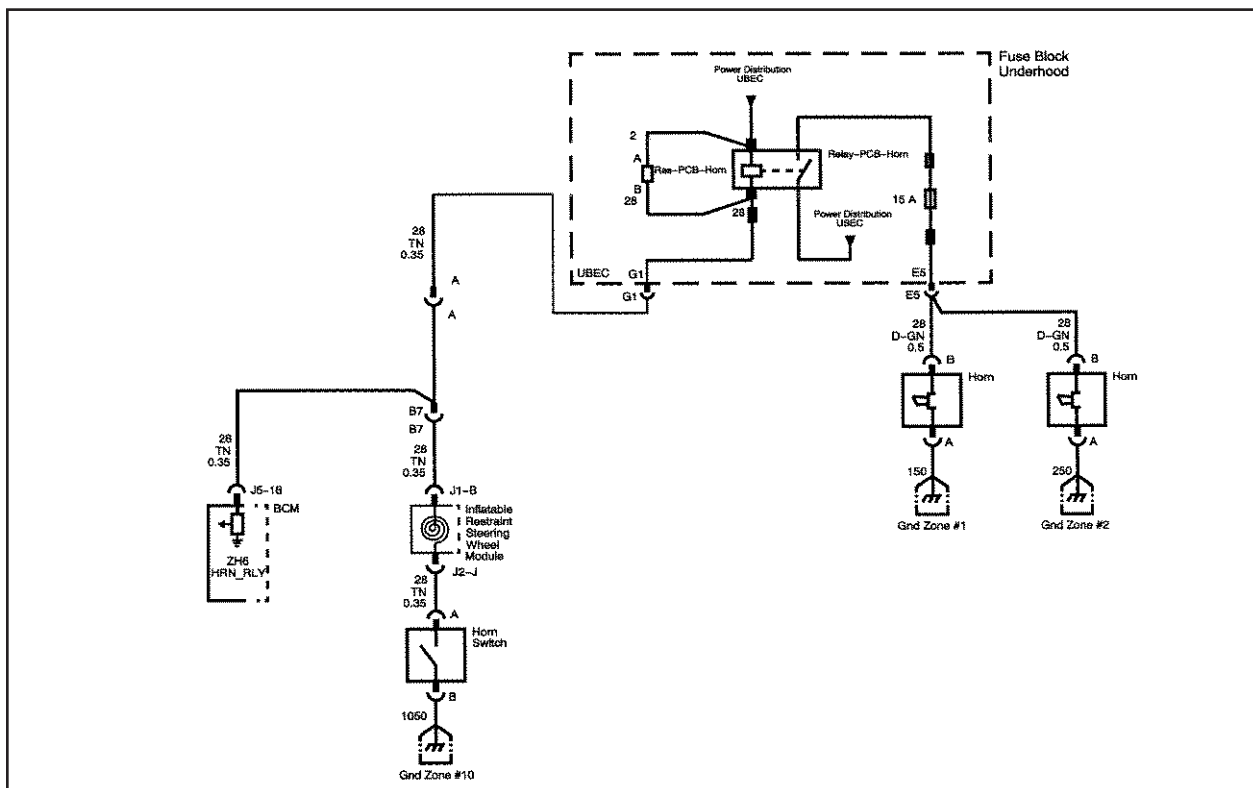 Fuse Block
Underhood
Power Distribution
UBEC
2
A
Res-PCB-Horn
B
28
Relay-PCB-Horn
28
Power Distribution
UBEC
15 A
UBEC
G1
G1
E5
E5
28
TN
0.35
A
A
28
D-GN
0.5
28
D-GN
0.5
B
Horn
B
Horn
A
A
150
250
Gnd Zone #1
Gnd Zone #2
B7
B7
28
TN
0.35
28
TN
0.35
J5-18
BCM
ZH6
HRN_RLY
J1-B
Inflatable
Restraint
Steering
Wheel
Module
J2-J
28
TN
0.35
A
Horn
Switch
B
1050
Gnd Zone #10